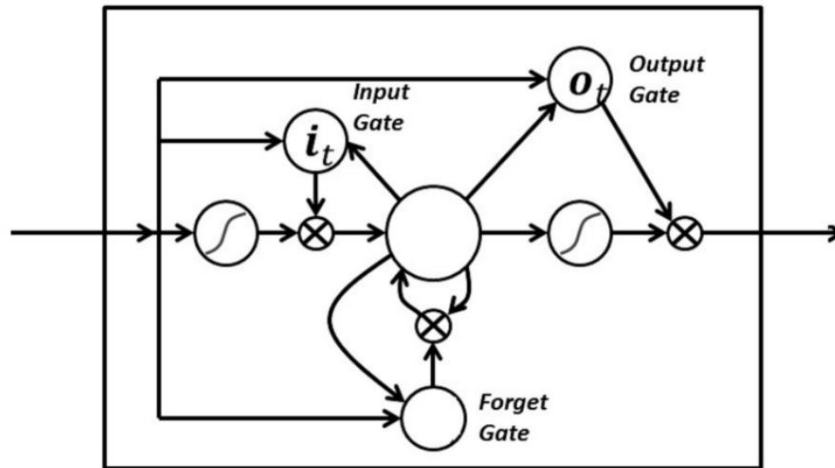 Input
Gate
i_t
o_t
Output
Gate
Forget
Gate